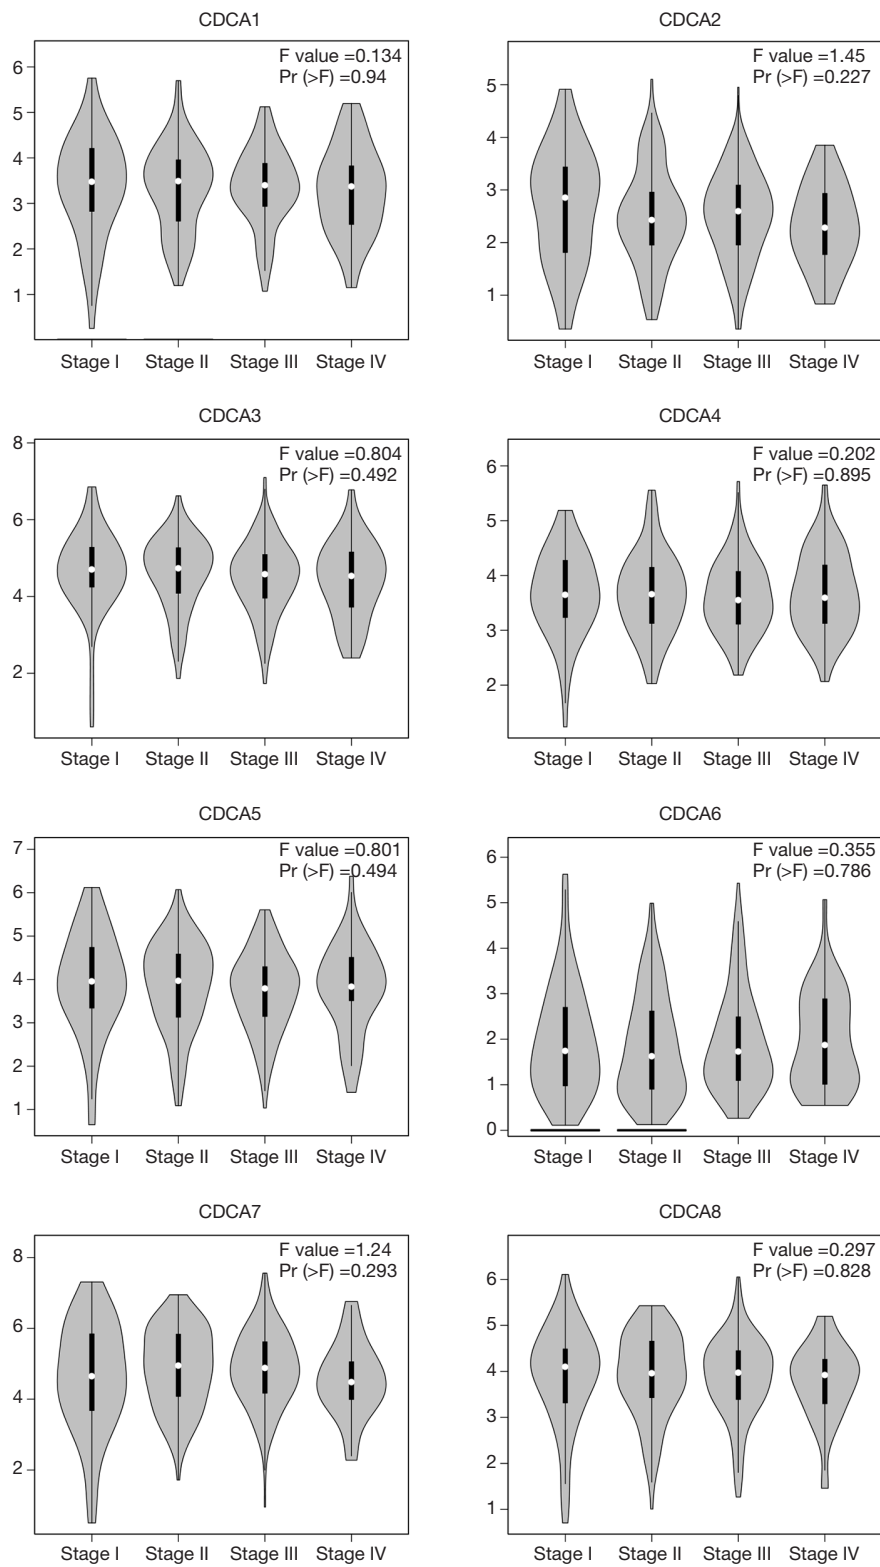 CDCA1
F value =0.134
Pr (>F) =0.94
6
5
4
3
2
1
Stage I Stage II Stage III Stage IV
CDCA2
F value =1.45
Pr (>F) =0.227
5
4
3
2
1
Stage I Stage II Stage III Stage IV
CDCA3
F value =0.804
Pr (>F) =0.492
8
6
4
2
Stage I Stage II Stage III Stage IV
CDCA4
F value =0.202
Pr (>F) =0.895
6
5
4
3
2
Stage I Stage II Stage III Stage IV
CDCA5
F value =0.801
Pr (>F) =0.494
7
6
5
4
3
2
1
Stage I Stage II Stage III Stage IV
CDCA6
F value =0.355
Pr (>F) =0.786
6
5
4
3
2
1
0
Stage I Stage II Stage III Stage IV
CDCA7
F value =1.24
Pr (>F) =0.293
8
6
4
2
Stage I Stage II Stage III Stage IV
CDCA8
F value =0.297
Pr (>F) =0.828
6
5
4
3
2
1
Stage I Stage II Stage III Stage IV